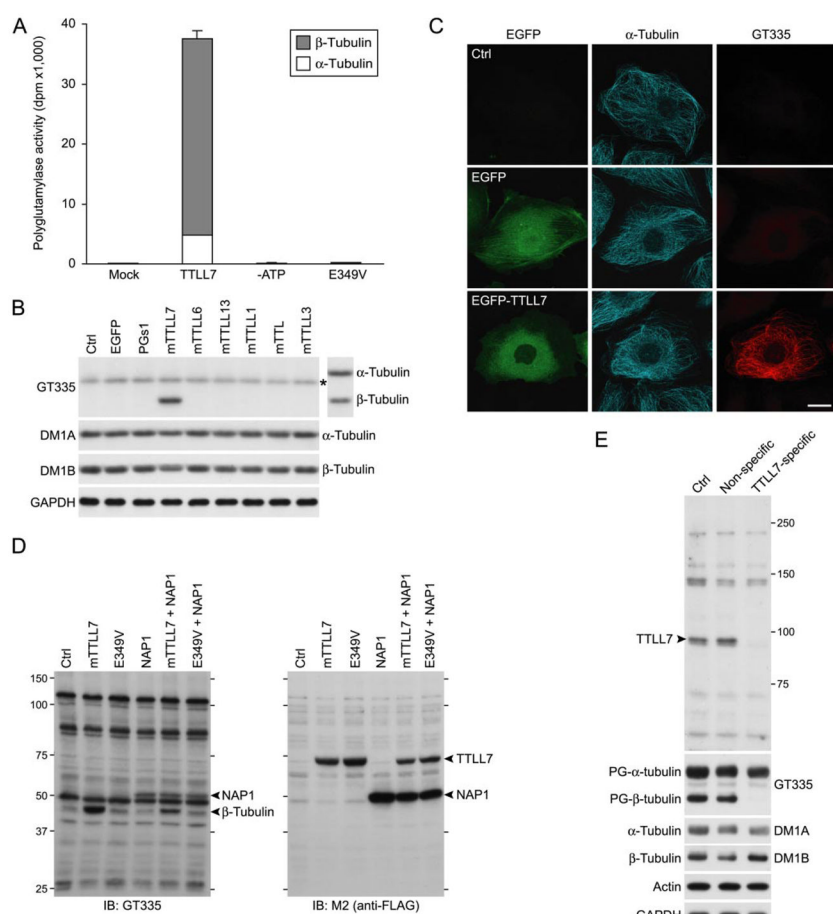 A
Polyglutamylase activity (dpm x1,000)
40
30
20
10
0
β-Tubulin
α-Tubulin
Mock
TTLL7
-ATP
E349V
B
Ctrl
EGFP
PGs1
mTTLL7
mTTLL6
mTTLL13
mTTLL1
mTTL
mTTLL3
GT335
*
α-Tubulin
β-Tubulin
DM1A
α-Tubulin
DM1B
β-Tubulin
GAPDH
C
EGFP
α-Tubulin
GT335
Ctrl
EGFP
EGFP-TTLL7
D
Ctrl
mTTLL7
E349V
NAP1
mTTLL7 + NAP1
E349V + NAP1
150
100
75
50
37
25
NAP1
β-Tubulin
IB: GT335
Ctrl
mTTLL7
E349V
NAP1
mTTLL7 + NAP1
E349V + NAP1
TTLL7
NAP1
IB: M2 (anti-FLAG)
E
Ctrl
Non-specific
TTLL7-specific
250
150
100
75
TTLL7
PG-α-tubulin
PG-β-tubulin
GT335
α-Tubulin
DM1A
β-Tubulin
DM1B
Actin
GAPDH